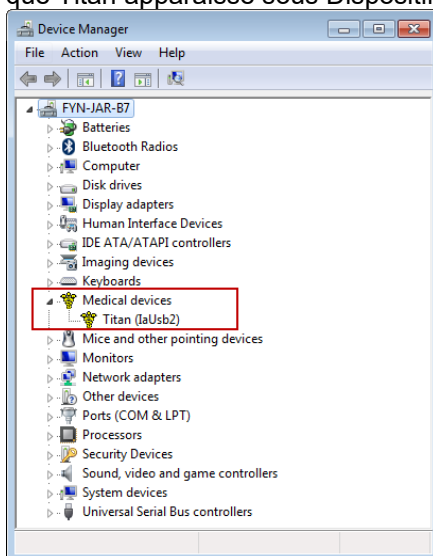 que Titan apparaisse sous Dispositif
Device Manager
File Action View Help
FYN-JAR-B7
Batteries
Bluetooth Radios
Computer
Disk drives
Display adapters
Human Interface Devices
IDE ATA/ATAPI controllers
Imaging devices
Keyboards
Medical devices
Titan (IaUsb2)
Mice and other pointing devices
Monitors
Network adapters
Other devices
Ports (COM & LPT)
Processors
Security Devices
Sound, video and game controllers
System devices
Universal Serial Bus controllers